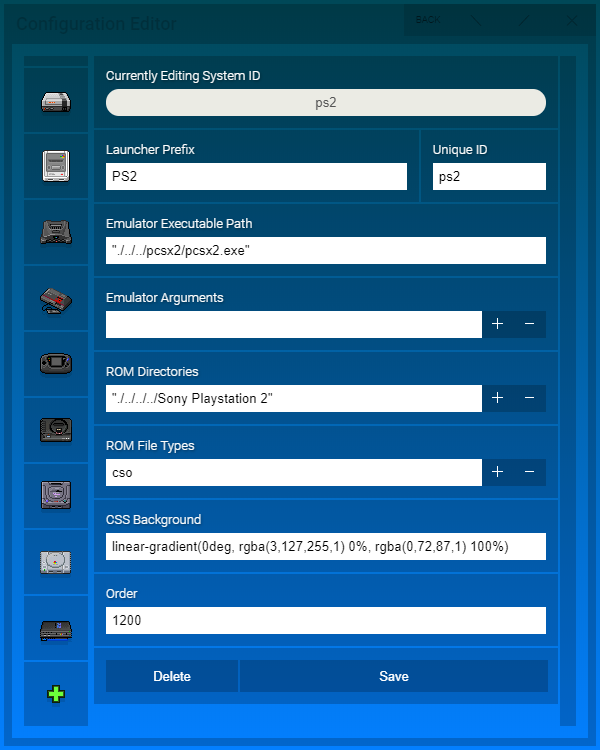 Configuration Editor
BACK
Currently Editing System ID
ps2
Launcher Prefix
Unique ID
PS2
ps2
Emulator Executable Path
"./../../pcsx2/pcsx2.exe"
Emulator Arguments
ROM Directories
"./../../../Sony Playstation 2"
ROM File Types
cso
CSS Background
linear-gradient(0deg, rgba(3,127,255,1) 0%, rgba(0,72,87,1) 100%)
Order
1200
Delete
Save